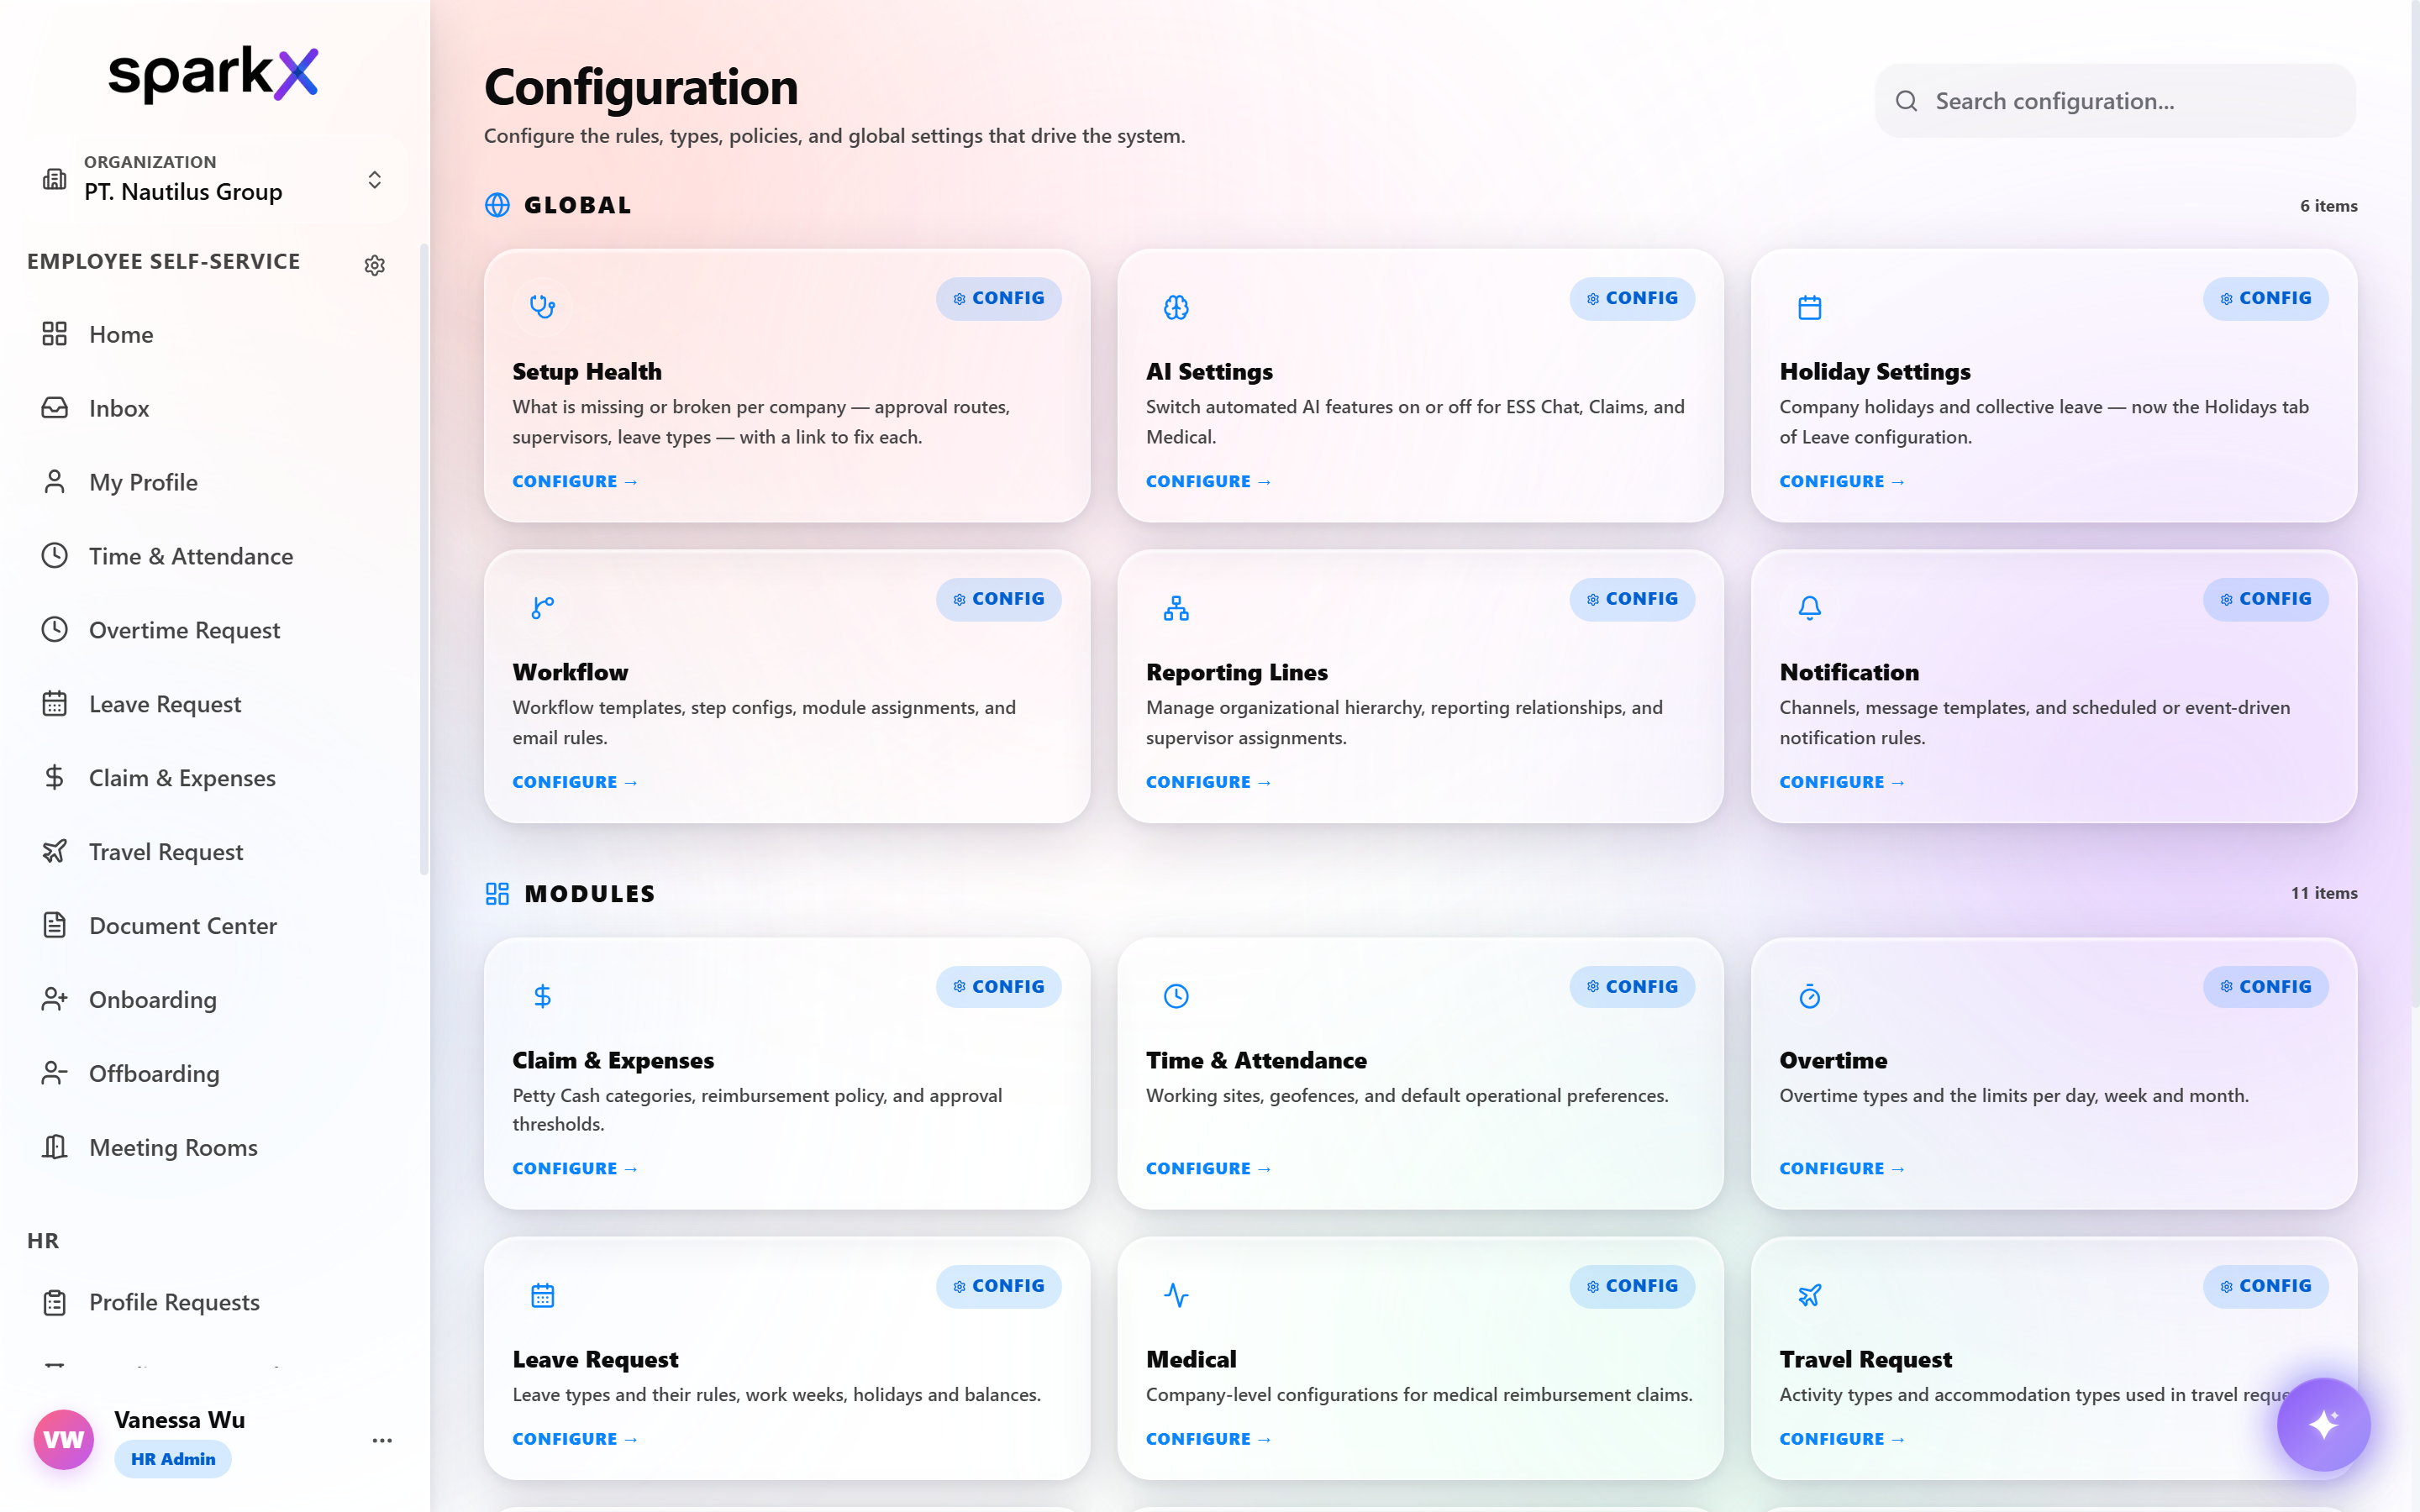 sparkX
ORGANIZATION
PT. Nautilus Group
EMPLOYEE SELF-SERVICE
Home
Inbox
My Profile
Time & Attendance
Overtime Request
Leave Request
Claim & Expenses
Travel Request
Document Center
Onboarding
Offboarding
Meeting Rooms
HR
Profile Requests
VW
Vanessa Wu
HR Admin
Configuration
Configure the rules, types, policies, and global settings that drive the system.
Search configuration...
GLOBAL
6 items
CONFIG
Setup Health
What is missing or broken per company — approval routes,
supervisors, leave types — with a link to fix each.
CONFIGURE →
CONFIG
AI Settings
Switch automated AI features on or off for ESS Chat, Claims, and
Medical.
CONFIGURE →
CONFIG
Holiday Settings
Company holidays and collective leave — now the Holidays tab
of Leave configuration.
CONFIGURE →
CONFIG
Workflow
Workflow templates, step configs, module assignments, and
email rules.
CONFIGURE →
CONFIG
Reporting Lines
Manage organizational hierarchy, reporting relationships, and
supervisor assignments.
CONFIGURE →
CONFIG
Notification
Channels, message templates, and scheduled or event-driven
notification rules.
CONFIGURE →
MODULES
11 items
CONFIG
Claim & Expenses
Petty Cash categories, reimbursement policy, and approval
thresholds.
CONFIGURE →
CONFIG
Time & Attendance
Working sites, geofences, and default operational preferences.
CONFIGURE →
CONFIG
Overtime
Overtime types and the limits per day, week and month.
CONFIGURE →
CONFIG
Leave Request
Leave types and their rules, work weeks, holidays and balances.
CONFIGURE →
CONFIG
Medical
Company-level configurations for medical reimbursement claims.
CONFIGURE →
CONFIG
Travel Request
Activity types and accommodation types used in travel
CONFIGURE →